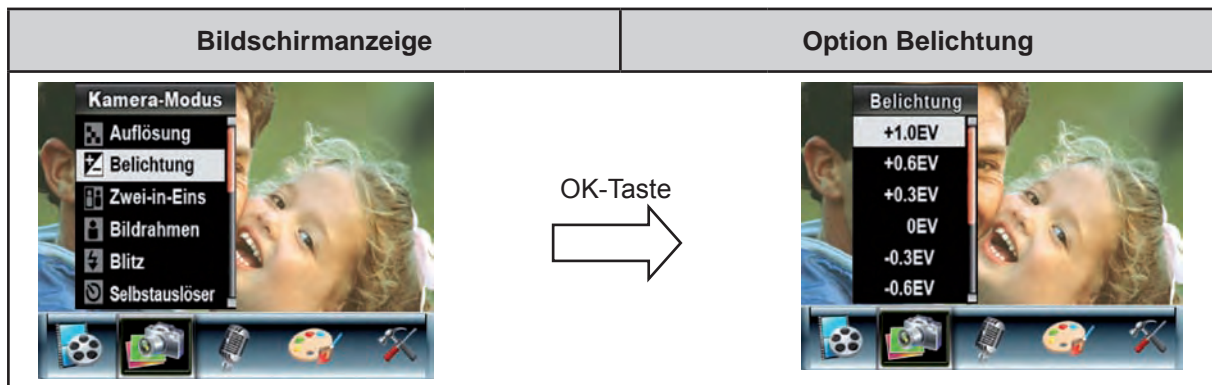 Bildschirmanzeige
Option Belichtung
Kamera-Modus
Auflösung
Belichtung
Zwei-in-Eins
Bildrahmen
Blitz
Selbstauslöser
OK-Taste
Belichtung
+1.0EV
+0.6EV
+0.3EV
0EV
-0.3EV
-0.6EV